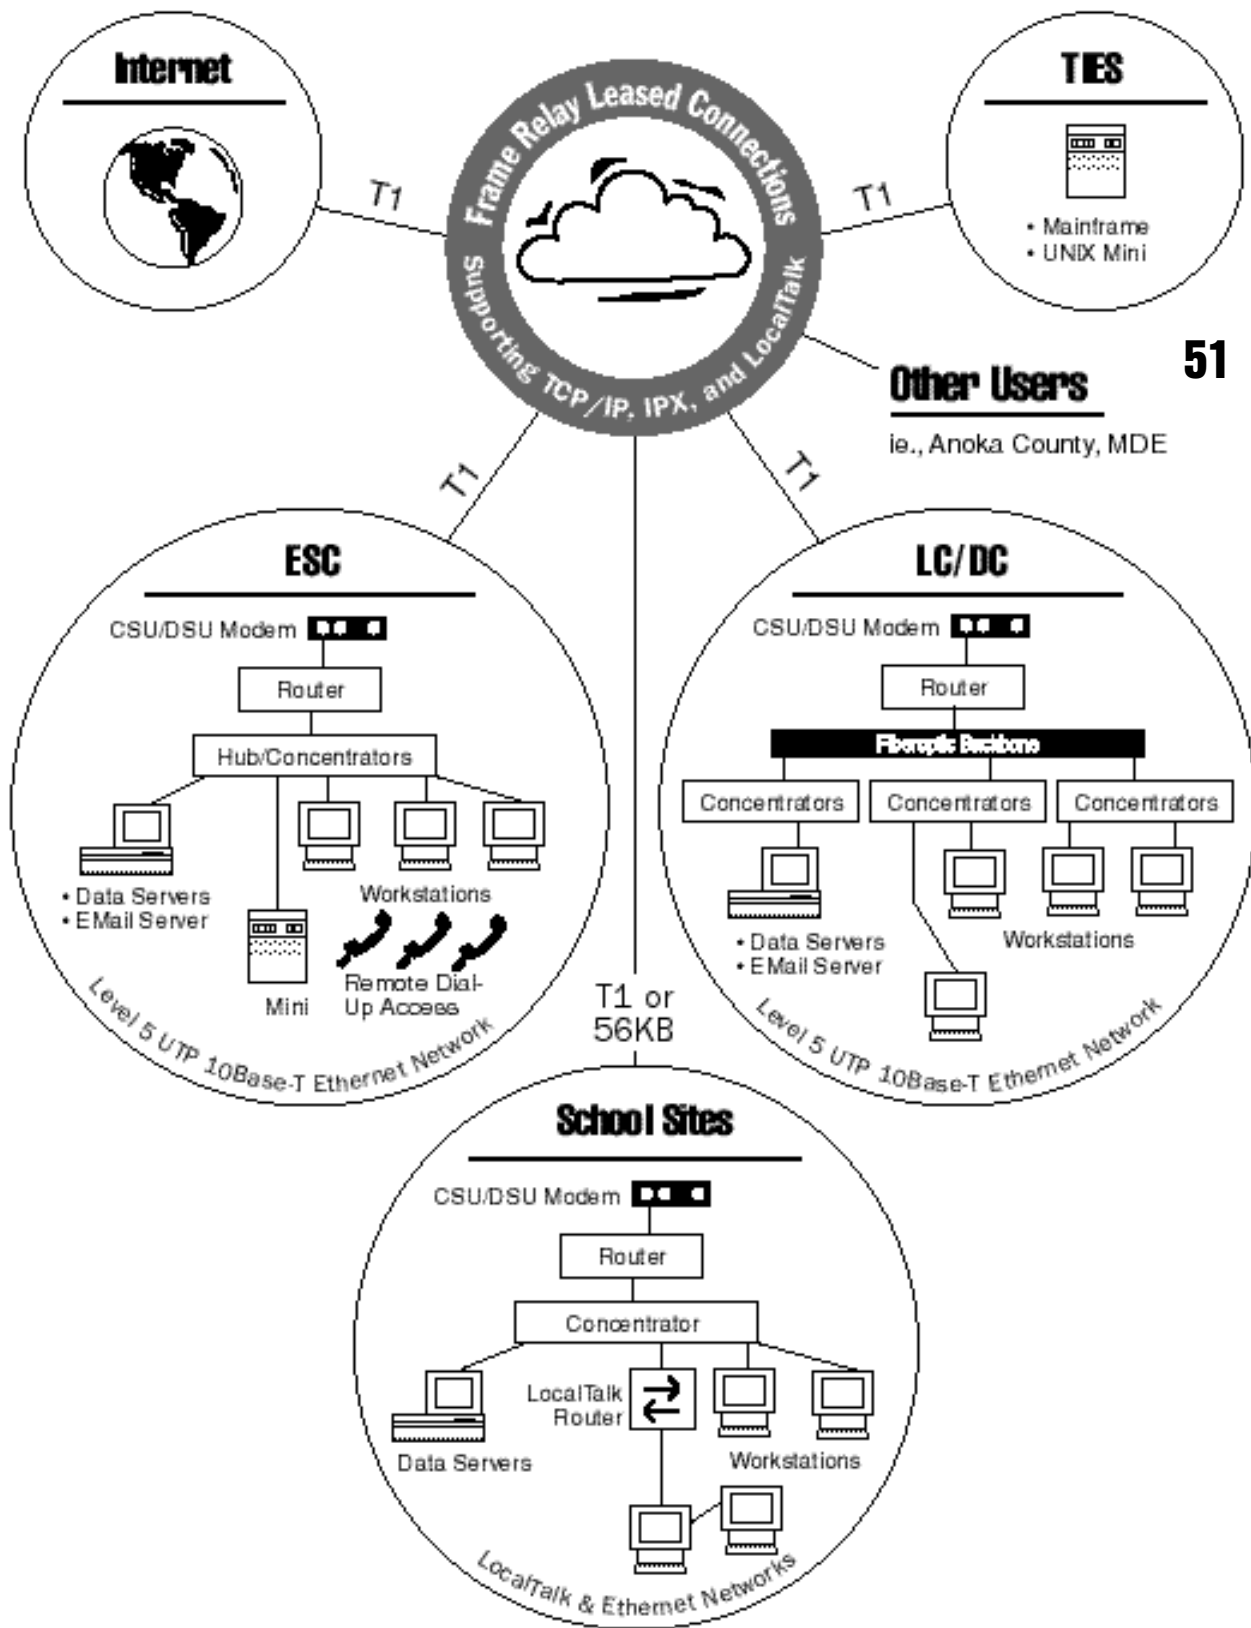 Internet
TIES
Frame Relay Leased Connections
Supporting TCP/IP, IPX, and LocalTalk
T1
T1
• Mainframe
• UNIX Mini
51
Other Users
ie., Anoka County, MDE
T1
T1
ESC
CSU/DSU Modem
Router
Hub/Concentrators
• Data Servers
• EMail Server
Workstations
Mini
Remote Dial-
Up Access
Level 5 UTP 10Base-T Ethernet Network
LC/DC
CSU/DSU Modem
Router
Fiberoptic Backbone
Concentrators
Concentrators
Concentrators
• Data Servers
• EMail Server
Workstations
Level 5 UTP 10Base-T Ethernet Network
T1 or
56KB
School Sites
CSU/DSU Modem
Router
Concentrator
LocalTalk
Router
Data Servers
Workstations
LocalTalk & Ethernet Networks